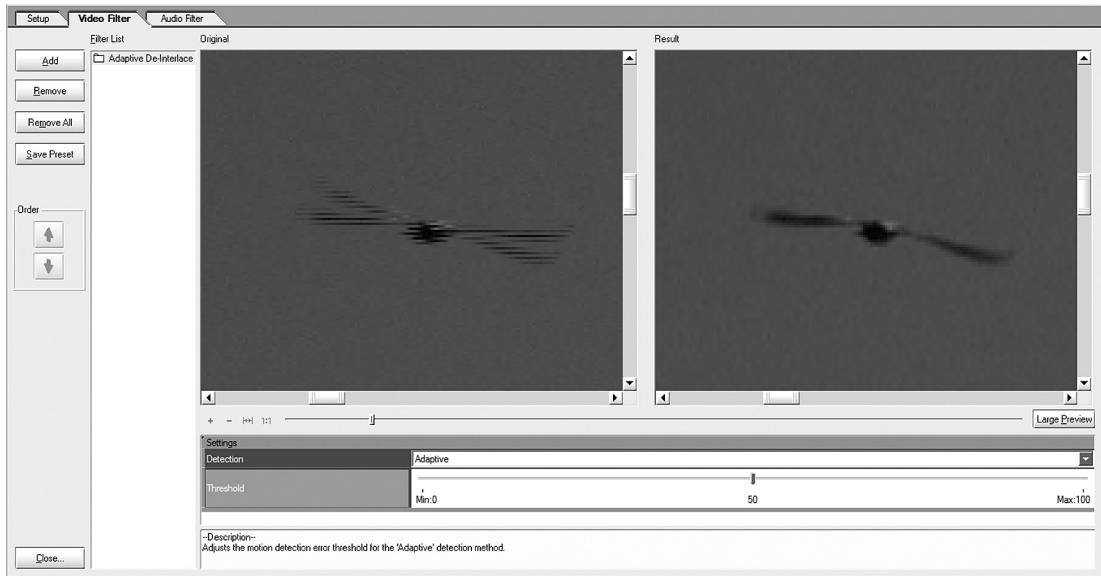 Setup
Video Filter
Audio Filter
Filter List
Original
Result
Add
Adaptive De-Interlace
Remove
Remove All
Save Preset
Order
1:1
Large Preview
Settings
Detection
Adaptive
Threshold
Min:0
50
Max:100
--Description--
Adjusts the motion detection error threshold for the 'Adaptive' detection method.
Close...